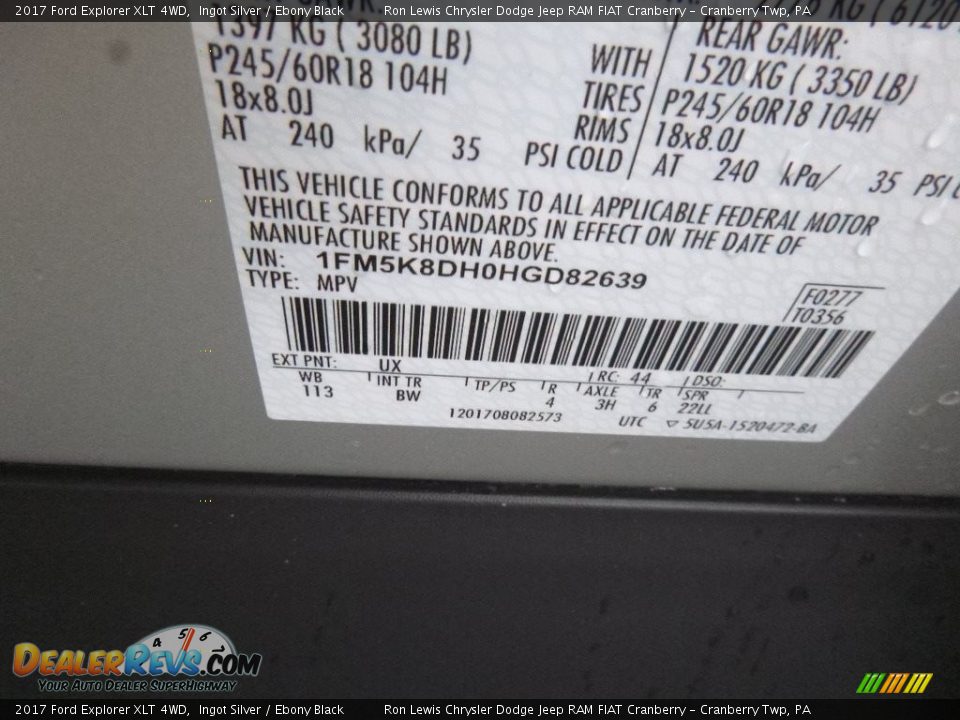 2017 Ford Explorer XLT 4WD, Ingot Silver / Ebony Black Ron Lewis Chrysler Dodge Jeep RAM FIAT Cranberry - Cranberry Twp, PA
1397 KG ( 3080 LB) WITH REAR GAWR:
1520 KG ( 3350 LB)
P245/60R18 104H TIRES P245/60R18 104H
18x8.0J RIMS 18x8.0J
AT 240 kPa/ 35 PSI COLD AT 240 kPa/ 35 PSI
THIS VEHICLE CONFORMS TO ALL APPLICABLE FEDERAL MOTOR
VEHICLE SAFETY STANDARDS IN EFFECT ON THE DATE OF
MANUFACTURE SHOWN ABOVE.
VIN: 1FM5K8DH0HGD82639
TYPE: MPV
F0277
T0356
EXT PNT: UX RC: 44 DSO:
WB INT TR TP/PS R AXLE TR SPR
113 BW 4 3H 6 22LL
1201708082573 UTC ▽ 5U5A-1520472-BA
4 5 6
DealerRevs.com
Your Auto Dealer SuperHighway
2017 Ford Explorer XLT 4WD, Ingot Silver / Ebony Black Ron Lewis Chrysler Dodge Jeep RAM FIAT Cranberry - Cranberry Twp, PA